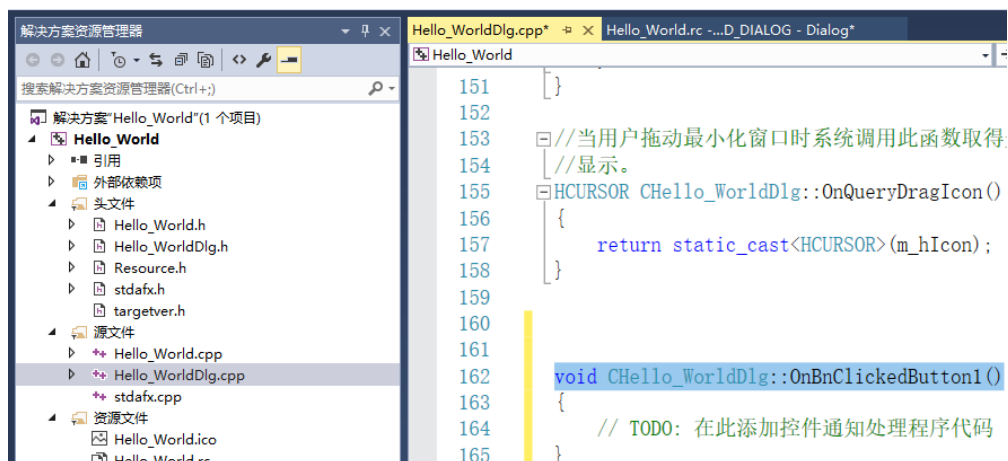 解决方案资源管理器
搜索解决方案资源管理器(Ctrl+;)
解决方案"Hello_World"(1 个项目)
Hello_World
引用
外部依赖项
头文件
Hello_World.h
Hello_WorldDlg.h
Resource.h
stdafx.h
targetver.h
源文件
Hello_World.cpp
Hello_WorldDlg.cpp
stdafx.cpp
资源文件
Hello_World.ico
Hello_World.rc
Hello_WorldDlg.cpp* Hello_World.rc -...D_DIALOG - Dialog*
Hello_World
151 }
152
153 //当用户拖动最小化窗口时系统调用此函数取得
154 //显示。
155 HCURSOR CHello_WorldDlg::OnQueryDragIcon()
156 {
157 return static_cast<HCURSOR>(m_hIcon);
158 }
159
160
161
162 void CHello_WorldDlg::OnBnClickedButton1()
163 {
164 // TODO: 在此添加控件通知处理程序代码
165 }